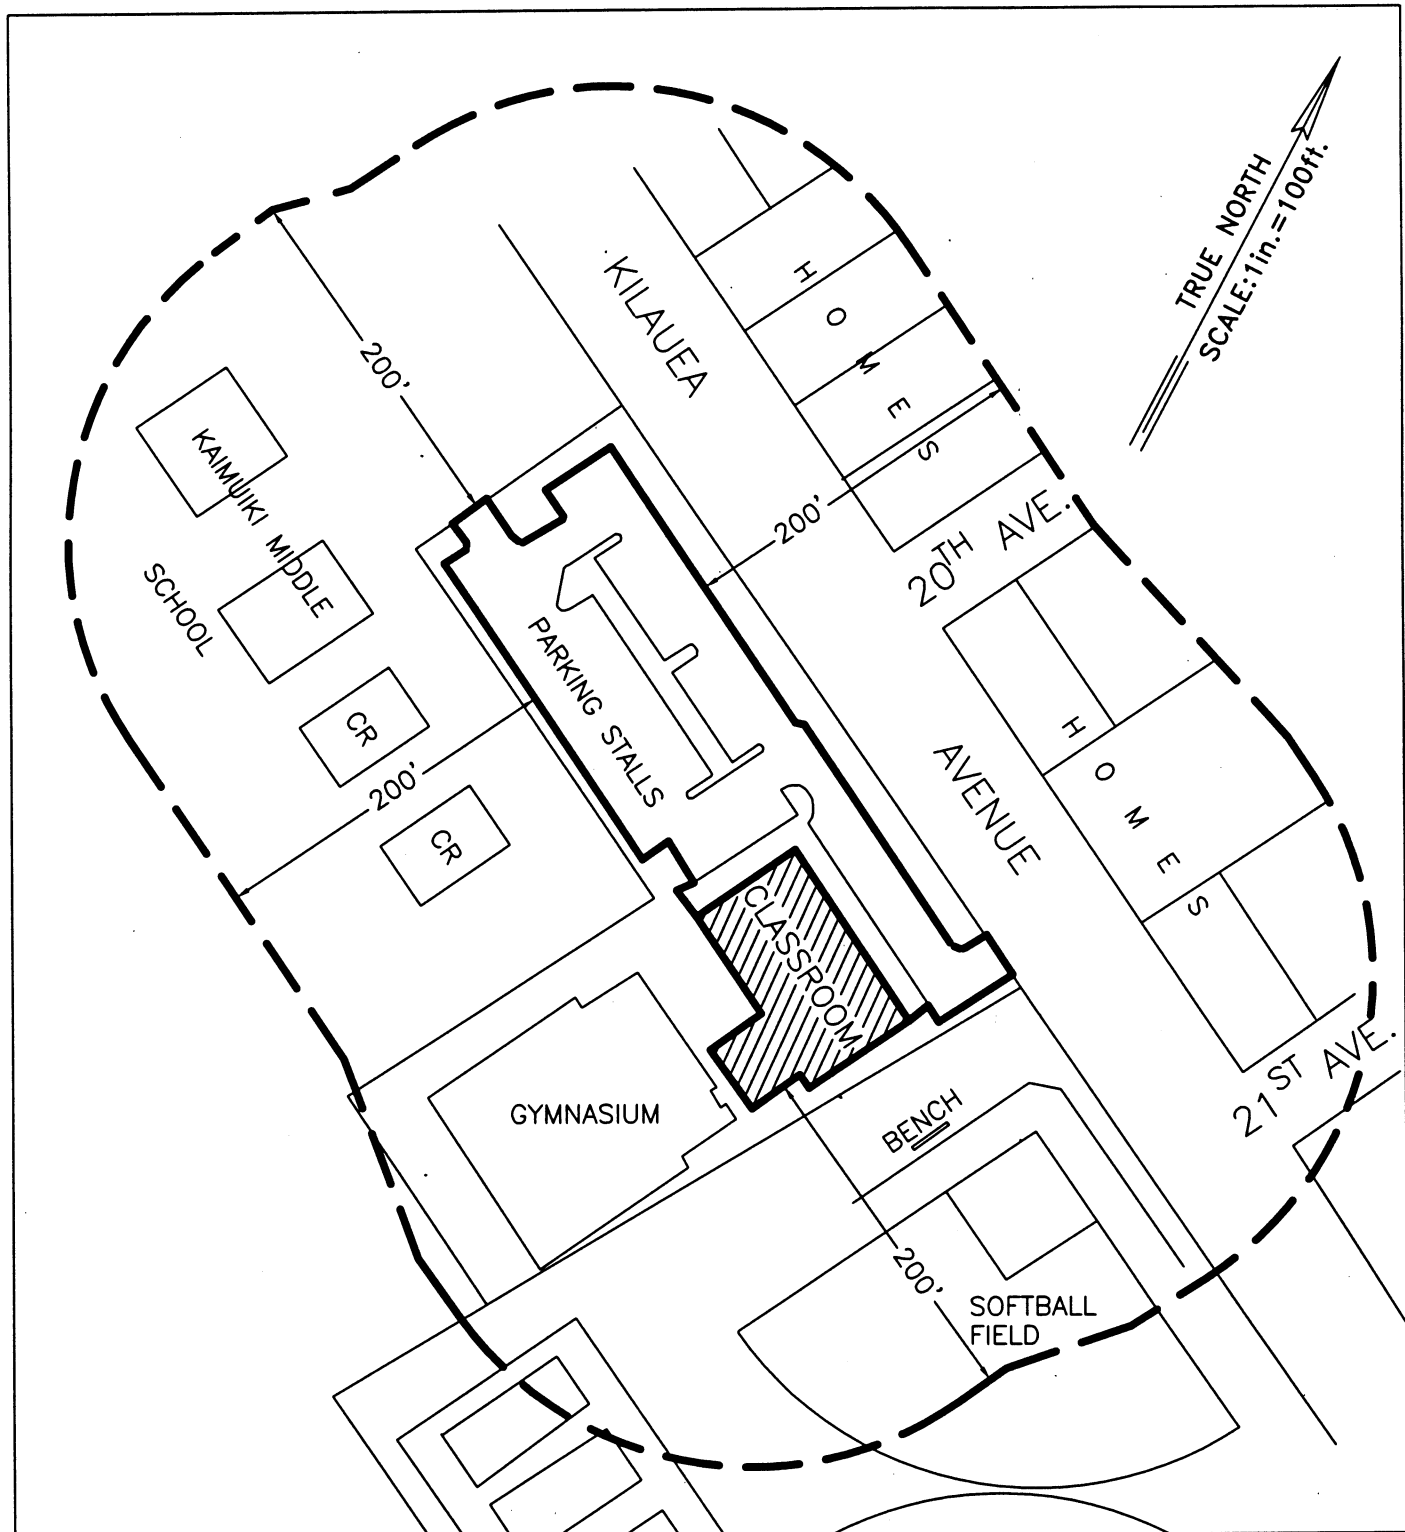 TRUE NORTH
SCALE:1in.=100ft.
KILAUEA
HOMES
200'
200'
20TH AVE.
KAIMUIKI MIDDLE
SCHOOL
PARKING STALLS
CR
200'
CR
AVENUE
HOMES
CLASSROOM
21ST AVE.
GYMNASIUM
BENCH
200'
SOFTBALL
FIELD